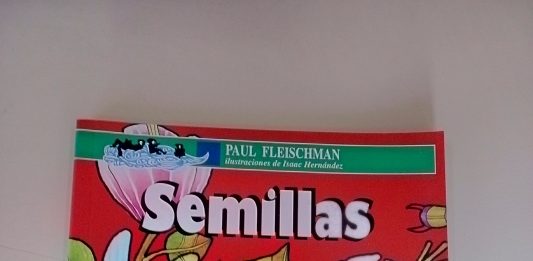 PAUL FLEISCHMAN
ilustraciones de Isaac Hernández
Semillas